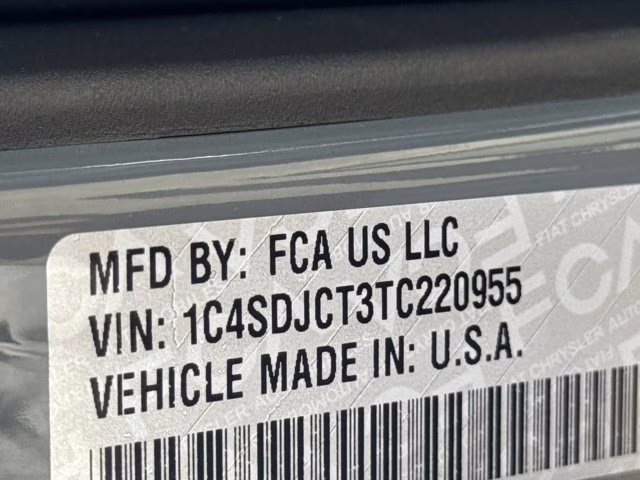 MFD BY: FCA US LLC
VIN: 1C4SDJCT3TC220955
VEHICLE MADE IN: U.S.A.